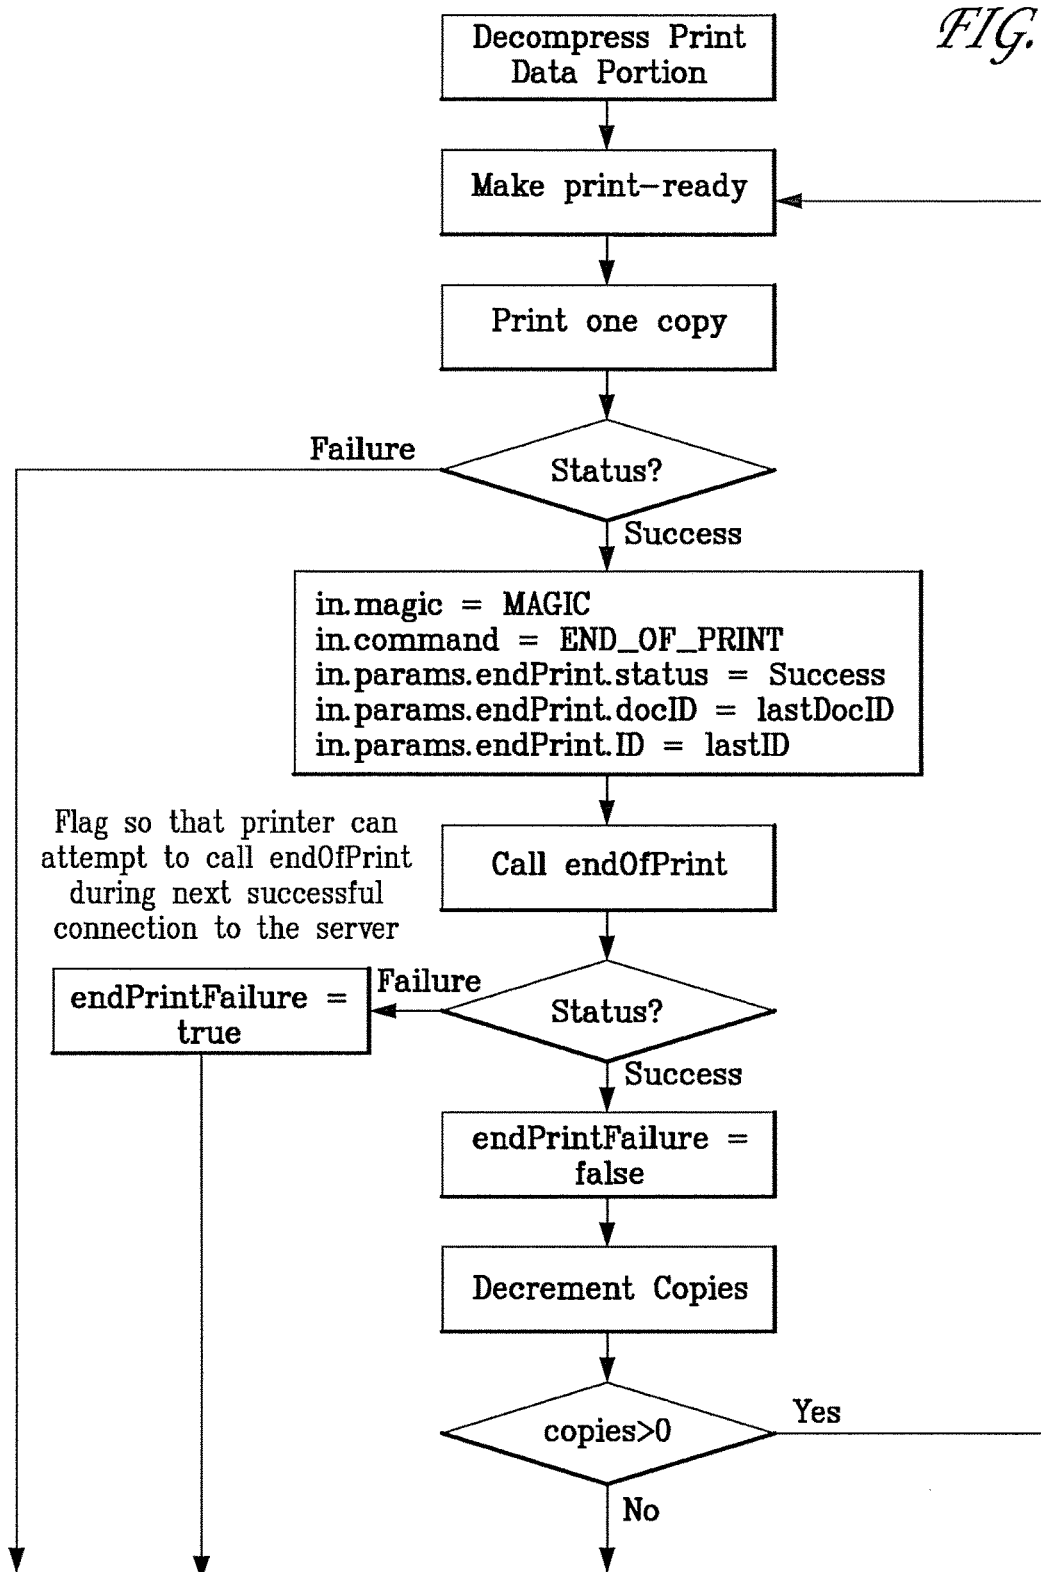 FIG.
Decompress Print
Data Portion
Make print-ready
Print one copy
Failure
Status?
Success
in.magic = MAGIC
in.command = END_OF_PRINT
in.params.endPrint.status = Success
in.params.endPrint.docID = lastDocID
in.params.endPrint.ID = lastID
Flag so that printer can
attempt to call endOfPrint
during next successful
connection to the server
Call endOfPrint
Failure
Status?
endPrintFailure =
true
Success
endPrintFailure =
false
Decrement Copies
copies>0
Yes
No